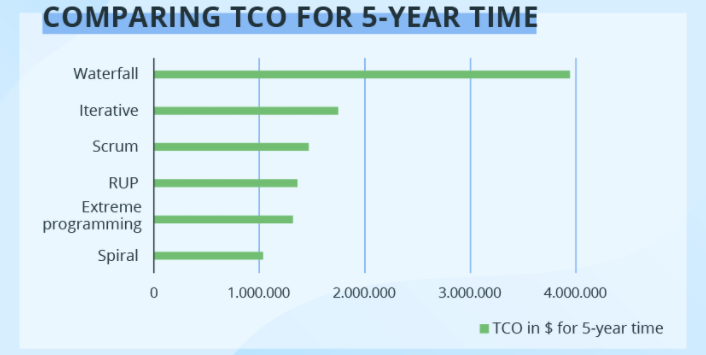 COMPARING TCO FOR 5-YEAR TIME
Waterfall
Iterative
Scrum
RUP
Extreme
programming
Spiral
0 1.000.000 2.000.000 3.000.000 4.000.000
TCO in $ for 5-year time